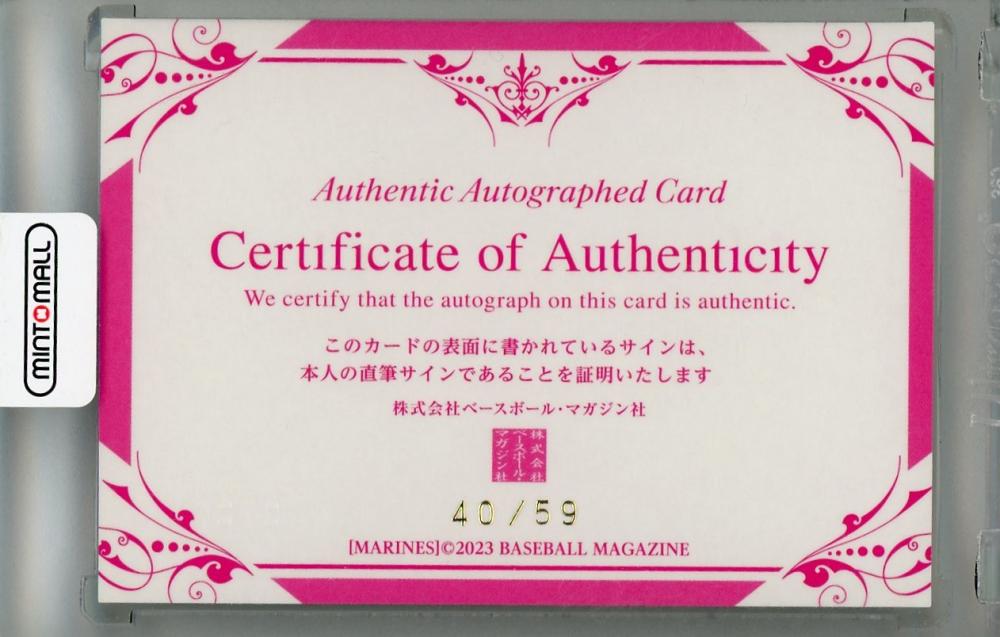 Authentic Autographed Card
Certificate of Authenticity
We certify that the autograph on this card is authentic.
このカードの表面に書かれているサインは、
本人の直筆サインであることを証明いたします
株式会社ベースボール・マガジン社
株式会社
ベースボール・
マガジン社
40/59
[MARINES]©2023 BASEBALL MAGAZINE
MINTOMALL